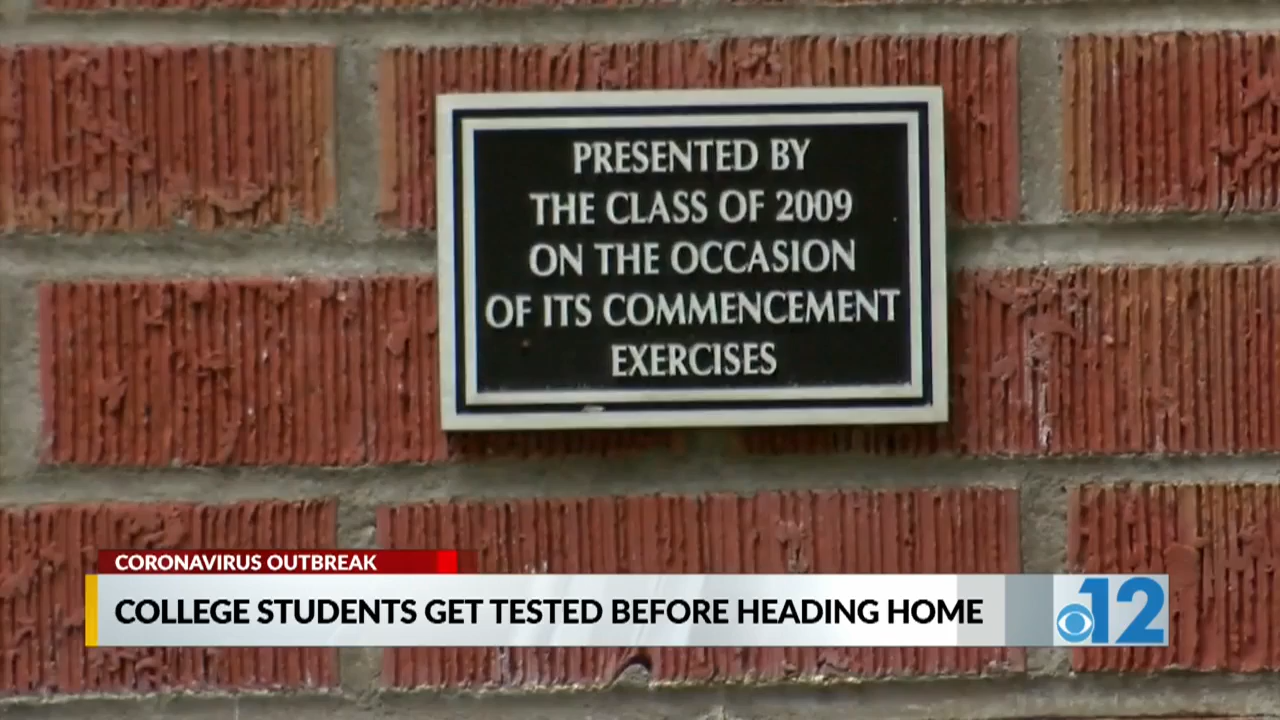 PRESENTED BY
THE CLASS OF 2009
ON THE OCCASION
OF ITS COMMENCEMENT
EXERCISES
CORONAVIRUS OUTBREAK
COLLEGE STUDENTS GET TESTED BEFORE HEADING HOME
12